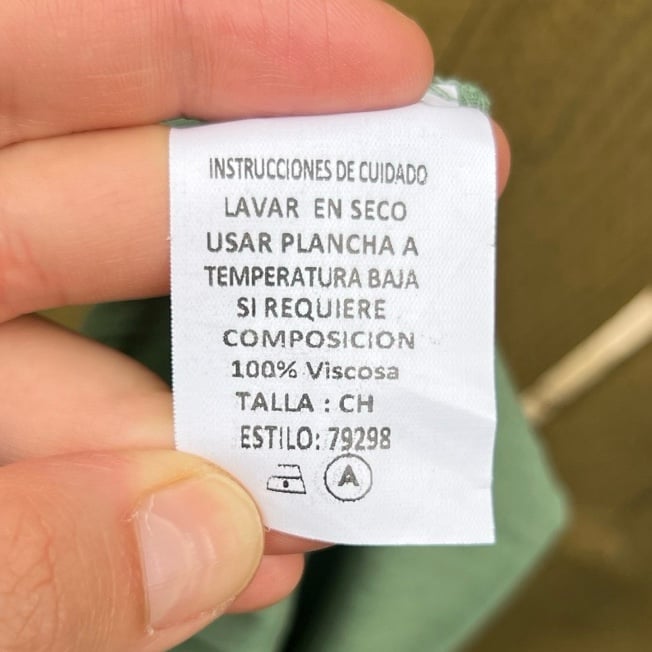 INSTRUCCIONES DE CUIDADO
LAVAR EN SECO
USAR PLANCHA A
TEMPERATURA BAJA
SI REQUIERE
COMPOSICION
100% Viscosa
TALLA : CH
ESTILO: 79298
A